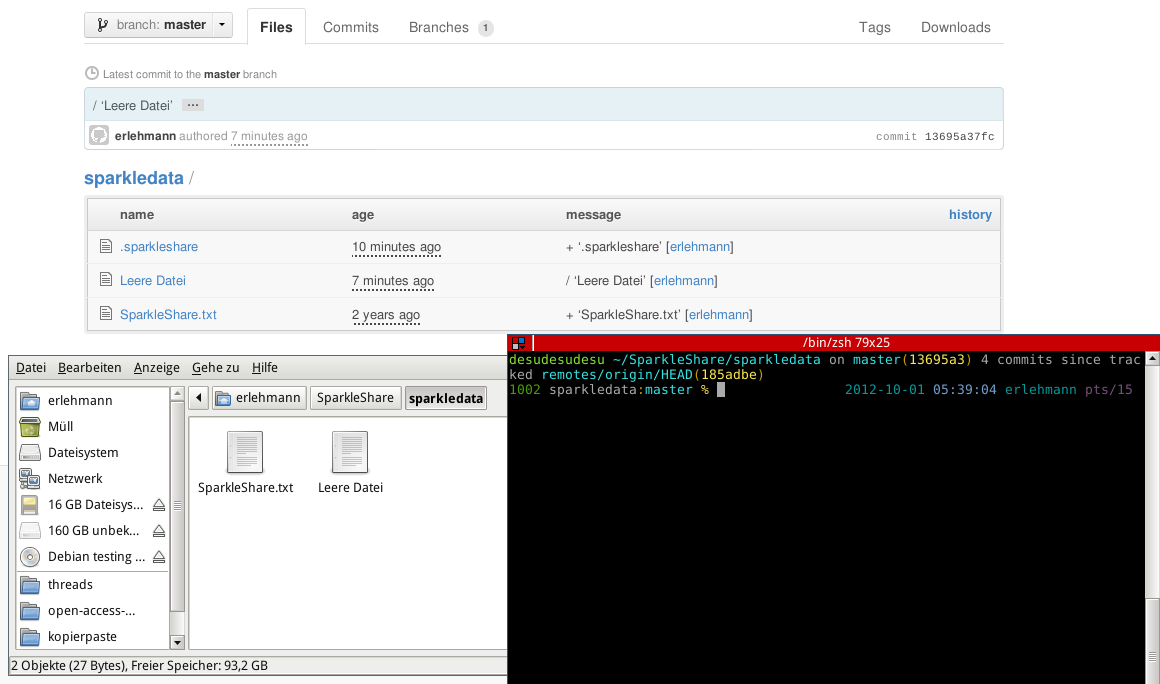 branch: master
Files Commits Branches 1 Tags Downloads
Latest commit to the master branch
/ ‘Leere Datei’ ...
erlehmann authored 7 minutes ago commit 13695a37fc
sparkledata /
name age message history
.sparkleshare 10 minutes ago + ‘.sparkleshare’ [erlehmann]
Leere Datei 7 minutes ago / ‘Leere Datei’ [erlehmann]
SparkleShare.txt 2 years ago + ‘SparkleShare.txt’ [erlehmann]
Datei Bearbeiten Anzeige Gehe zu Hilfe
erlehmann
Müll
Dateisystem
Netzwerk
16 GB Dateisys...
160 GB unbek...
Debian testing ...
threads
open-access-...
kopierpaste
erlehmann SparkleShare sparkledata
SparkleShare.txt Leere Datei
2 Objekte (27 Bytes), Freier Speicher: 93,2 GB
/bin/zsh 79x25
desudesudesu ~/SparkleShare/sparkledata on master(13695a3) 4 commits since trac
ked remotes/origin/HEAD(185adbe)
1002 sparkledata:master % 2012-10-01 05:39:04 erlehmann pts/15